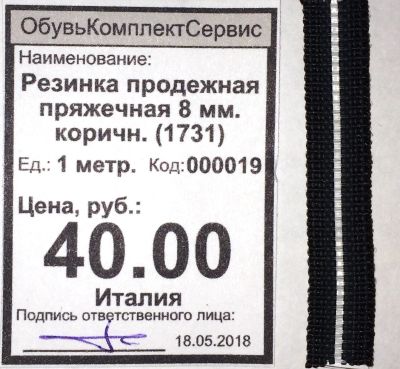 ОбувьКомплектСервис
Наименование:
Резинка продежная
пряжечная 8 мм.
коричн. (1731)
Ед.: 1 метр. Код:000019
Цена, руб.:
40.00
Италия
Подпись ответственного лица:
18.05.2018